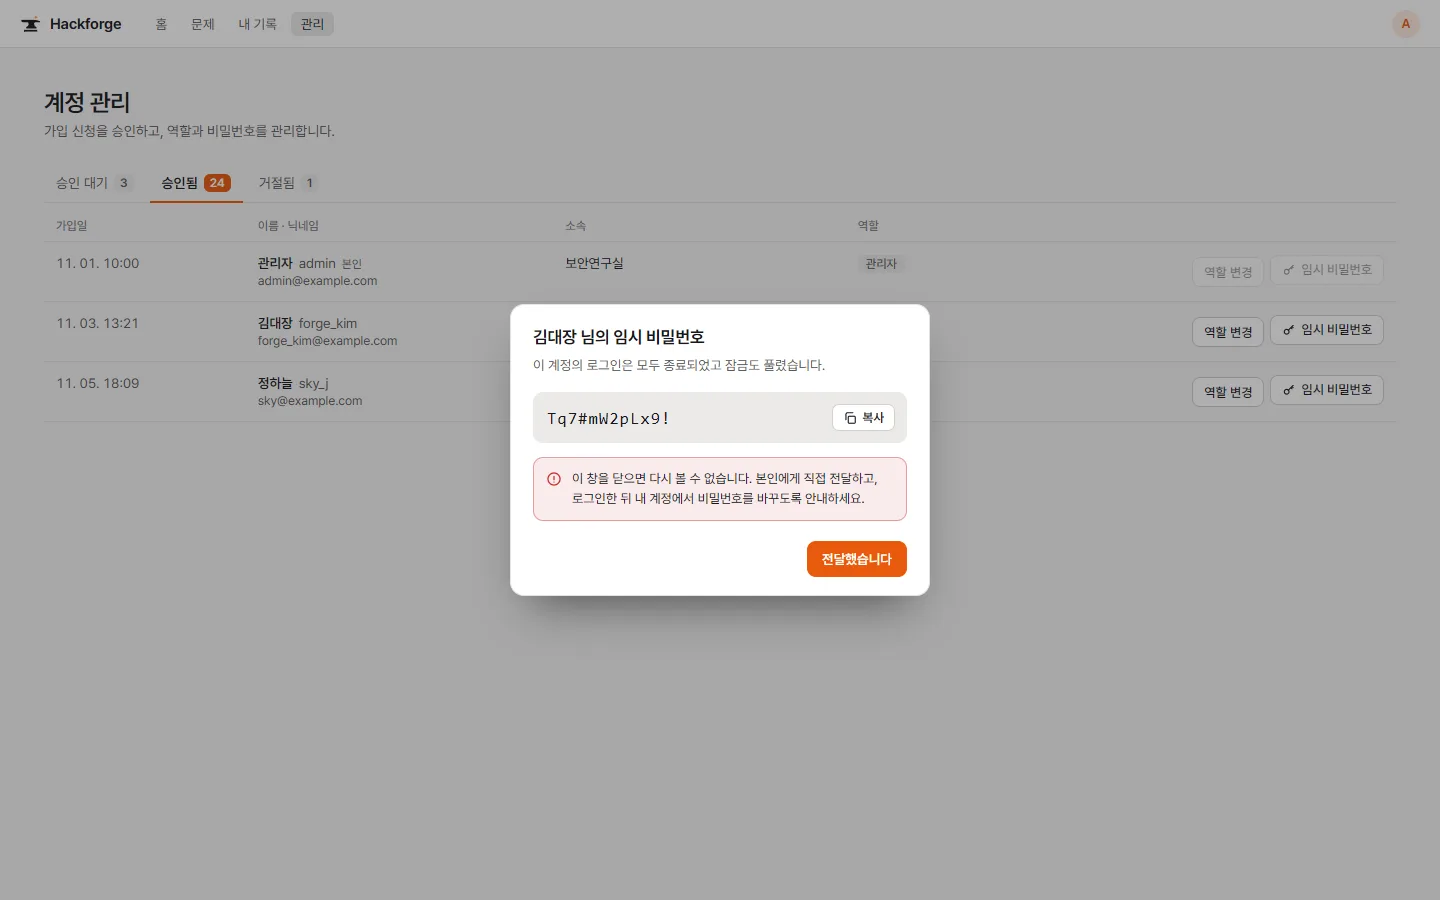 Hackforge 홈 문제 내 기록 관리 A
계정 관리
가입 신청을 승인하고, 역할과 비밀번호를 관리합니다.
승인 대기 3 승인됨 24 거절됨 1
가입일 이름 · 닉네임 소속 역할
11. 01. 10:00 관리자 admin 본인 보안연구실 관리자 역할 변경 임시 비밀번호
admin@example.com
11. 03. 13:21 김대장 forge_kim 역할 변경 임시 비밀번호
forge_kim@example.com
11. 05. 18:09 정하늘 sky_j 역할 변경 임시 비밀번호
sky@example.com
김대장 님의 임시 비밀번호
이 계정의 로그인은 모두 종료되었고 잠금도 풀렸습니다.
Tq7#mW2pLx9! 복사
이 창을 닫으면 다시 볼 수 없습니다. 본인에게 직접 전달하고,
로그인한 뒤 내 계정에서 비밀번호를 바꾸도록 안내하세요.
전달했습니다